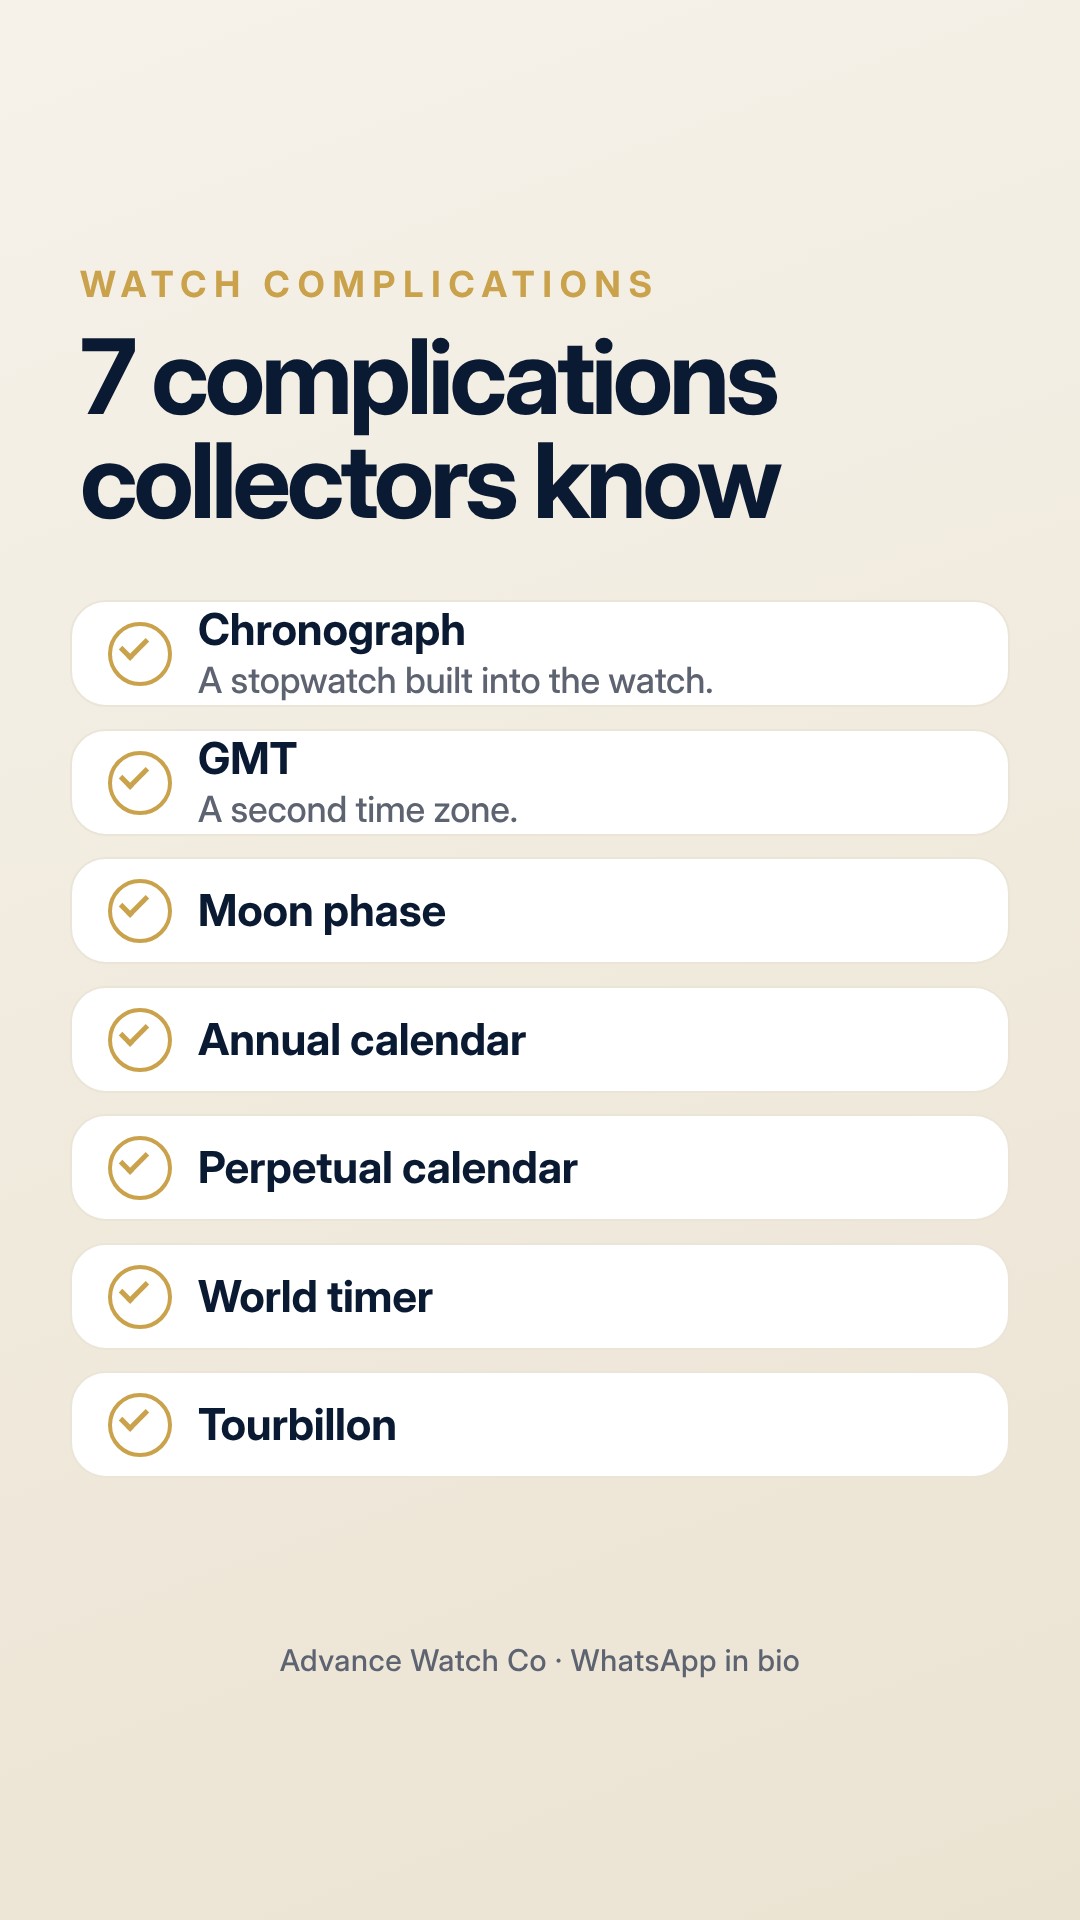 WATCH COMPLICATIONS
7 complications
collectors know
Chronograph
A stopwatch built into the watch.
GMT
A second time zone.
Moon phase
Annual calendar
Perpetual calendar
World timer
Tourbillon
Advance Watch Co · WhatsApp in bio